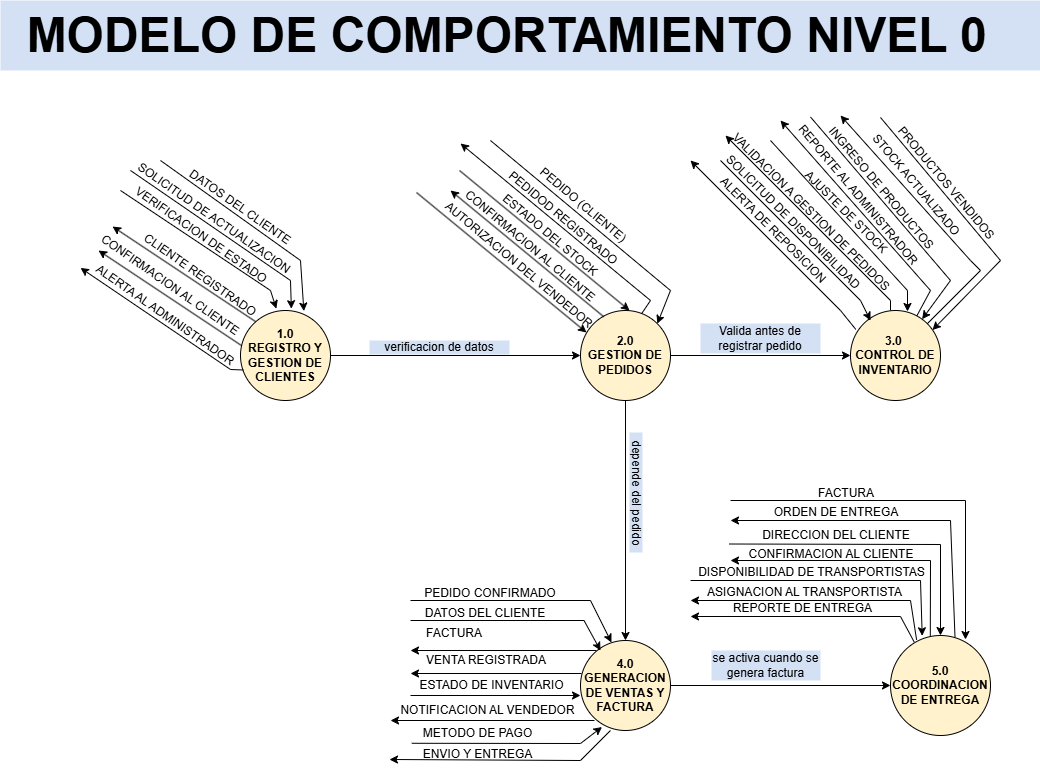 MODELO DE COMPORTAMIENTO NIVEL 0
DATOS DEL CLIENTE
SOLICITUD DE ACTUALIZACION
VERIFICACION DE ESTADO
CLIENTE REGISTRADO
CONFIRMACION AL CLIENTE
ALERTA AL ADMINISTRADOR
1.0
REGISTRO Y
GESTION DE
CLIENTES
verificacion de datos
PEDIDO (CLIENTE)
PEDIDOD REGISTRADO
ESTADO DEL STOCK
CONFIRMACION AL CLIENTE
AUTORIZACION DEL VENDEDOR
2.0
GESTION DE
PEDIDOS
Valida antes de
registrar pedido
PRODUCTOS VENDIDOS
STOCK ACTUALIZADO
INGRESO DE PRODUCTOS
REPORTE AL ADMINISTRADOR
AJUSTE DE STOCK
VALIDACION A GESTION DE PEDIDOS
SOLICITUD DE DISPONIBILIDAD
ALERTA DE REPOSICION
3.0
CONTROL DE
INVENTARIO
depende del pedido
PEDIDO CONFIRMADO
DATOS DEL CLIENTE
FACTURA
VENTA REGISTRADA
ESTADO DE INVENTARIO
NOTIFICACION AL VENDEDOR
METODO DE PAGO
ENVIO Y ENTREGA
4.0
GENERACION
DE VENTAS Y
FACTURA
se activa cuando se
genera factura
FACTURA
ORDEN DE ENTREGA
DIRECCION DEL CLIENTE
CONFIRMACION AL CLIENTE
DISPONIBILIDAD DE TRANSPORTISTAS
ASIGNACION AL TRANSPORTISTA
REPORTE DE ENTREGA
5.0
COORDINACION
DE ENTREGA